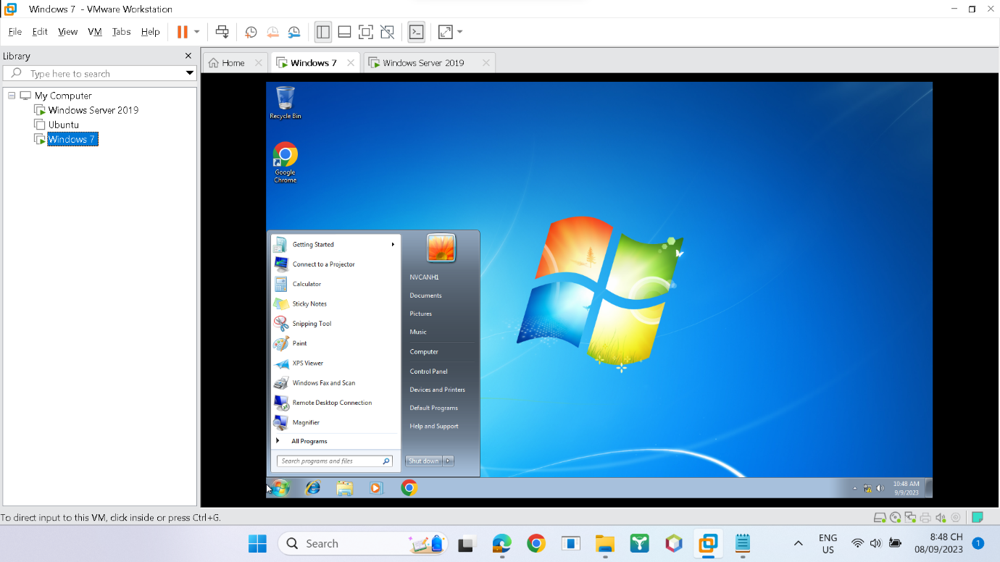 Windows 7 - VMware Workstation
File Edit View VM Tabs Help
Library
Type here to search
My Computer
Windows Server 2019
Ubuntu
Windows 7
Home
Windows 7
Windows Server 2019
Recycle Bin
Google
Chrome
Getting Started
Connect to a Projector
Calculator
Sticky Notes
Snipping Tool
Paint
XPS Viewer
Windows Fax and Scan
Remote Desktop Connection
Magnifier
All Programs
Search programs and files
NVCANH1
Documents
Pictures
Music
Computer
Control Panel
Devices and Printers
Default Programs
Help and Support
Shut down
10:48 AM
9/9/2023
To direct input to this VM, click inside or press Ctrl+G.
Search
ENG
US
8:48 CH
08/09/2023
1